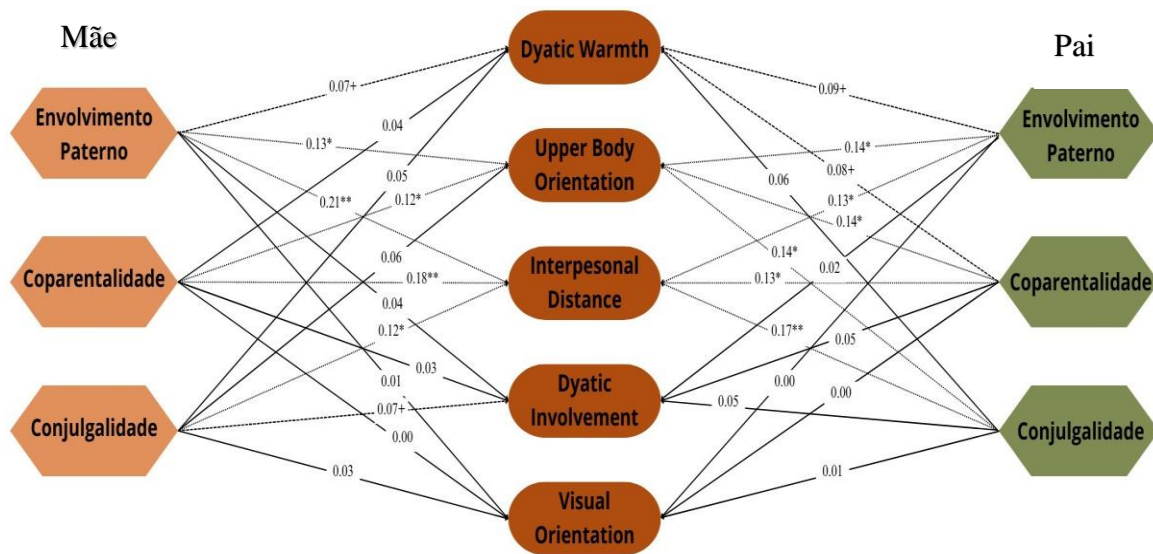 Mãe
Pai
Dyatic Warmth
Envolvimento
Paterno
Upper Body
Orientation
Envolvimento
Paterno
Coparentalidade
Interpesonal
Distance
Coparentalidade
Conjulgalidade
Dyatic
Involvement
Conjulgalidade
Visual
Orientation
0.07+
0.04
0.13*
0.05
0.12*
0.21**
0.06
0.18**
0.04
0.12*
0.03
0.01
0.07+
0.00
0.03
0.09+
0.14*
0.08+
0.06
0.13*
0.14*
0.14*
0.02
0.13*
0.17**
0.05
0.00
0.00
0.05
0.01